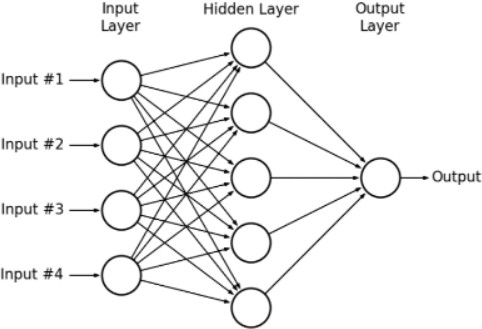 Input
Layer
Hidden Layer
Output
Layer
Input #1
Input #2
Input #3
Input #4
Output